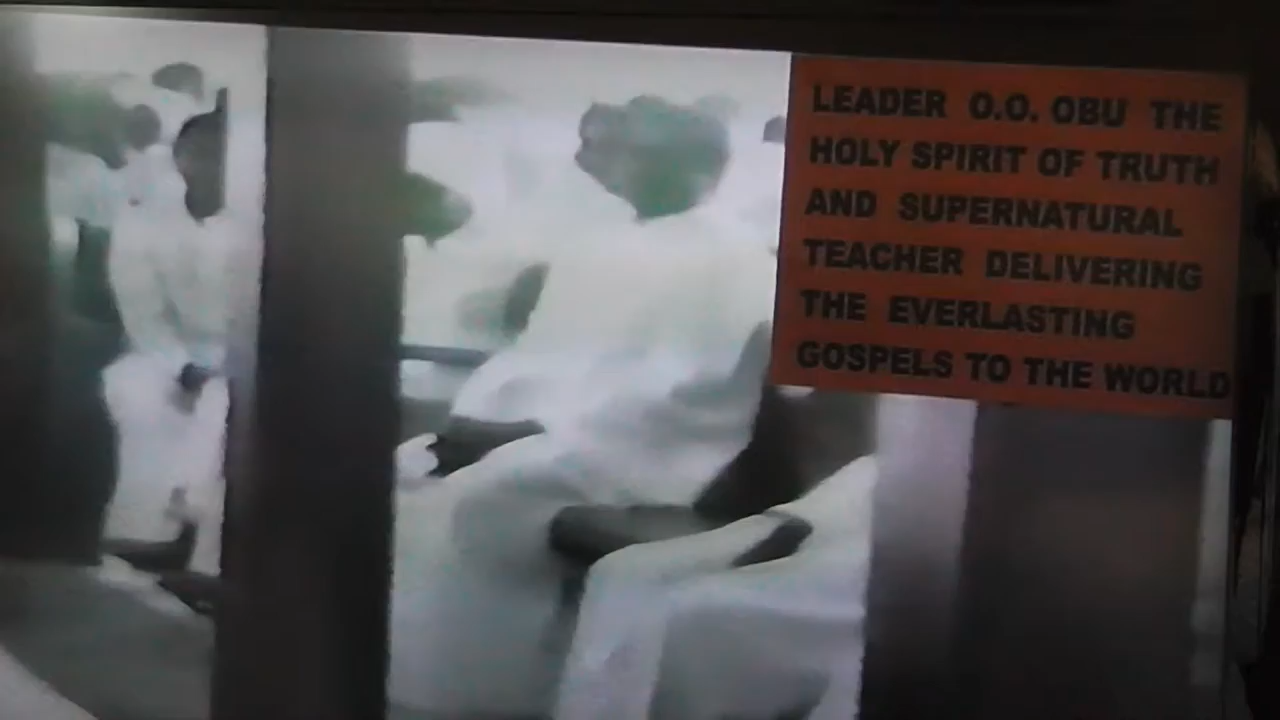 LEADER O.O. OBU THE
HOLY SPIRIT OF TRUTH
AND SUPERNATURAL
TEACHER DELIVERING
THE EVERLASTING
GOSPELS TO THE WORLD